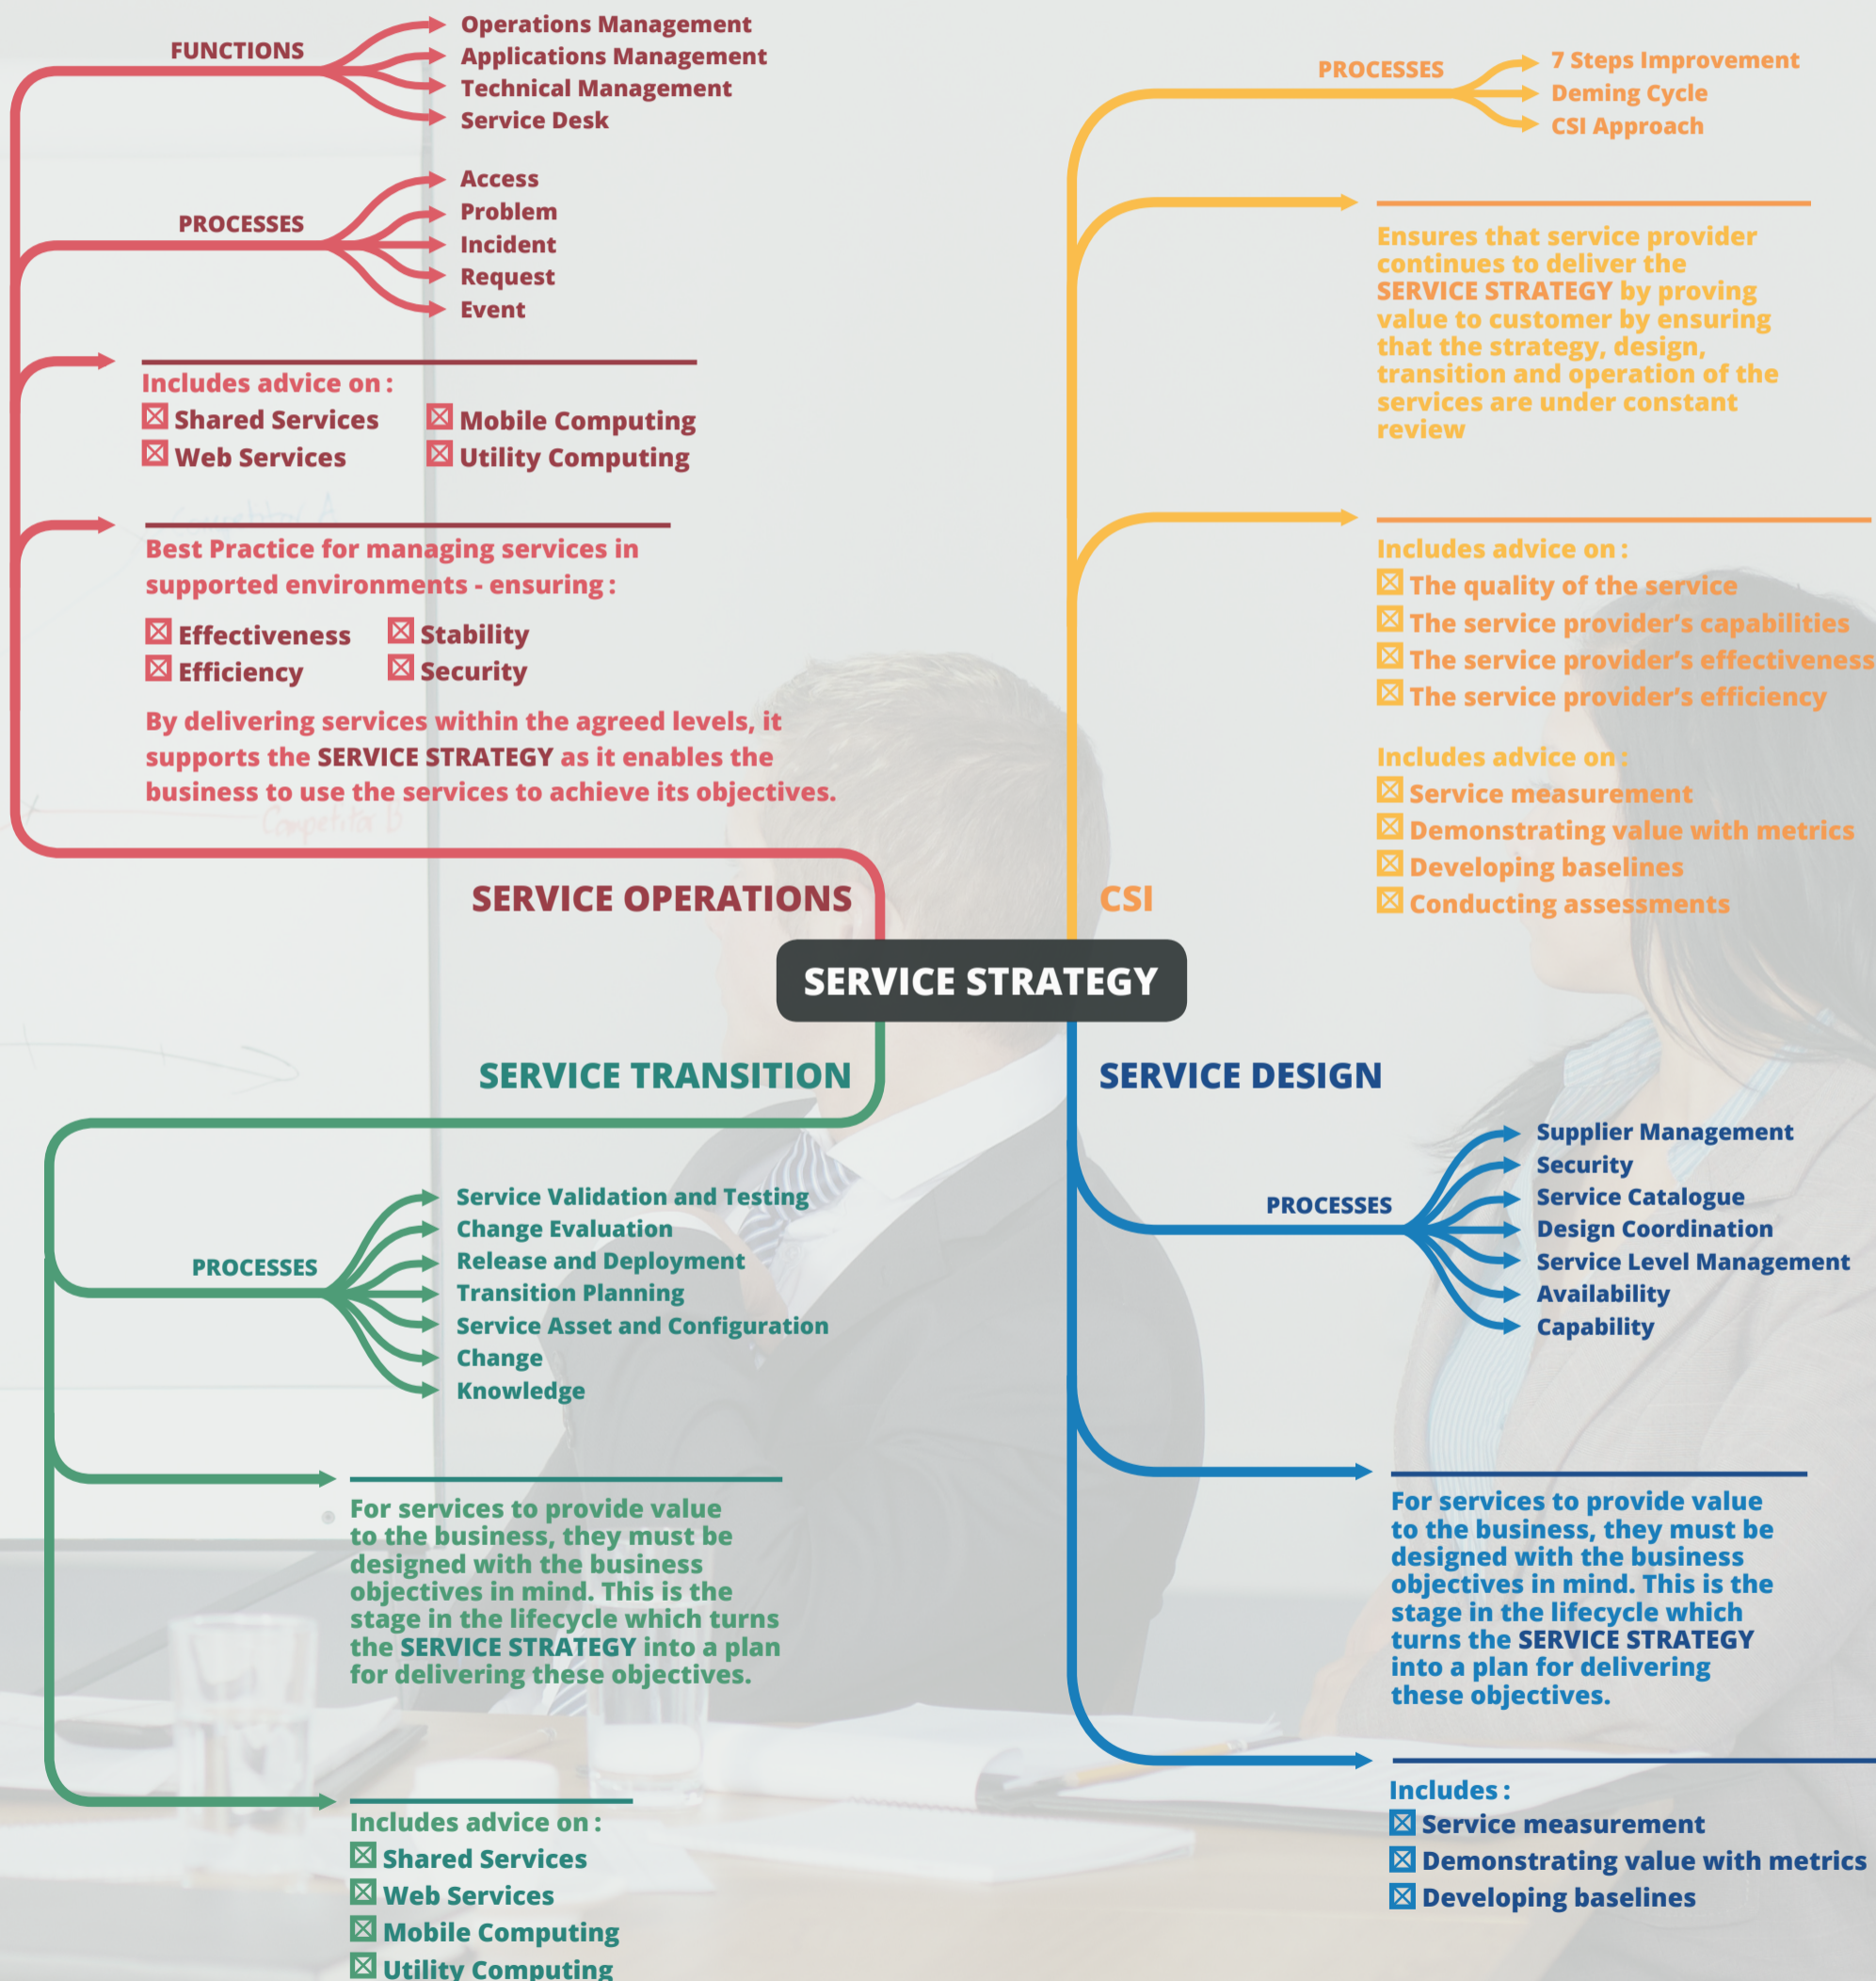 FUNCTIONS
Operations Management
Applications Management
Technical Management
Service Desk
PROCESSES
Access
Problem
Incident
Request
Event
Includes advice on :
Shared Services
Web Services
Mobile Computing
Utility Computing
Best Practice for managing services in
supported environments - ensuring :
Effectiveness
Efficiency
Stability
Security
By delivering services within the agreed levels, it
supports the SERVICE STRATEGY as it enables the
business to use the services to achieve its objectives.
Competitor A
Competitor B
SERVICE OPERATIONS
PROCESSES
7 Steps Improvement
Deming Cycle
CSI Approach
Ensures that service provider
continues to deliver the
SERVICE STRATEGY by proving
value to customer by ensuring
that the strategy, design,
transition and operation of the
services are under constant
review
Includes advice on :
The quality of the service
The service provider’s capabilities
The service provider’s effectiveness
The service provider’s efficiency
Includes advice on :
Service measurement
Demonstrating value with metrics
Developing baselines
Conducting assessments
CSI
SERVICE STRATEGY
SERVICE TRANSITION
PROCESSES
Service Validation and Testing
Change Evaluation
Release and Deployment
Transition Planning
Service Asset and Configuration
Change
Knowledge
For services to provide value
to the business, they must be
designed with the business
objectives in mind. This is the
stage in the lifecycle which turns
the SERVICE STRATEGY into a plan
for delivering these objectives.
Includes advice on :
Shared Services
Web Services
Mobile Computing
Utility Computing
SERVICE DESIGN
PROCESSES
Supplier Management
Security
Service Catalogue
Design Coordination
Service Level Management
Availability
Capability
For services to provide value
to the business, they must be
designed with the business
objectives in mind. This is the
stage in the lifecycle which
turns the SERVICE STRATEGY
into a plan for delivering
these objectives.
Includes :
Service measurement
Demonstrating value with metrics
Developing baselines